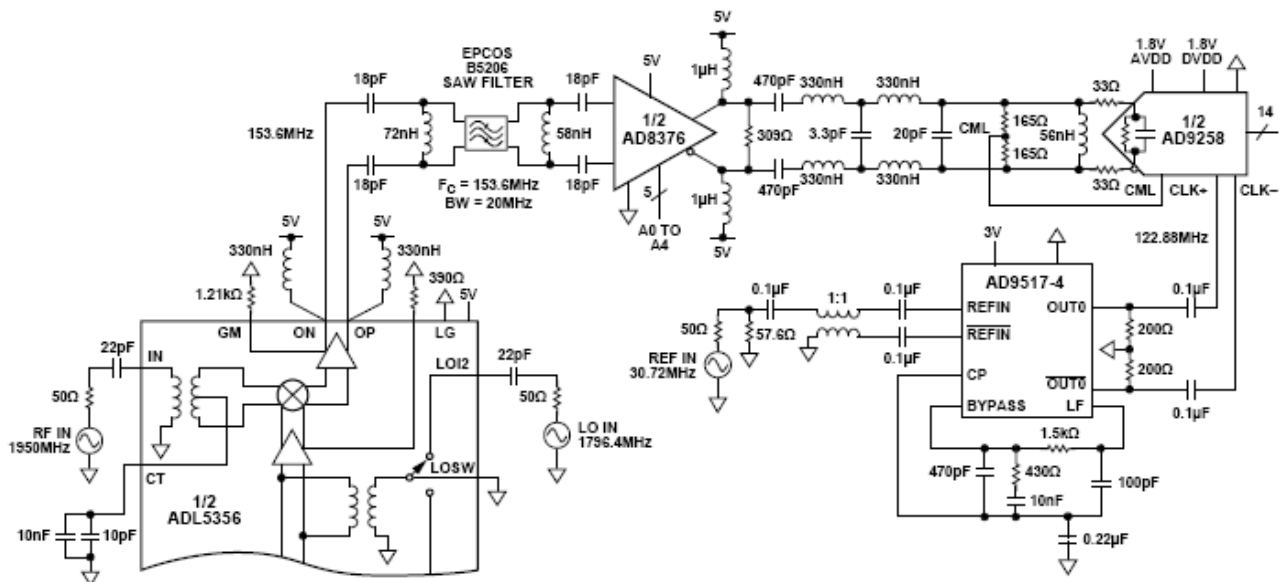 EPCOS
B5206
SAW FILTER
18pF
18pF
153.6MHz
72nH
58nH
18pF
18pF
FC = 153.6MHz
BW = 20MHz
5V
1/2
AD8376
5
A0 TO
A4
5V
1µH
1µH
5V
309Ω
470pF
470pF
330nH
330nH
330nH
330nH
3.3pF
20pF
CML
165Ω
165Ω
56nH
33Ω
33Ω
1.8V
AVDD
1.8V
DVDD
1/2
AD9258
14
CML
CLK+
CLK–
122.88MHz
5V
5V
330nH
330nH
1.21kΩ
390Ω
5V
GM
ON
OP
LG
22pF
IN
50Ω
RF IN
1950MHz
CT
10nF
10pF
1/2
ADL5356
LOI2
22pF
50Ω
LO IN
1796.4MHz
LOSW
3V
AD9517-4
REFIN
REFIN
CP
BYPASS
OUT0
OUT0
LF
0.1µF
1:1
0.1µF
0.1µF
50Ω
57.6Ω
REF IN
30.72MHz
0.1µF
200Ω
200Ω
0.1µF
1.5kΩ
470pF
430Ω
10nF
100pF
0.22µF